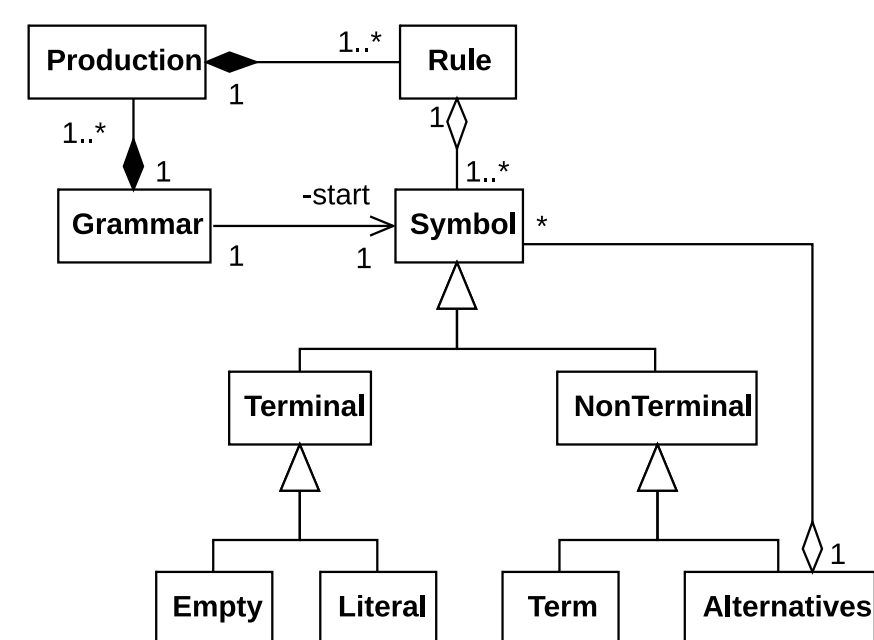 Production
1
1..*
Rule
1..*
1
1
1..*
Grammar
1
-start
1
Symbol
*
Terminal
NonTerminal
1
Empty
Literal
Term
Alternatives